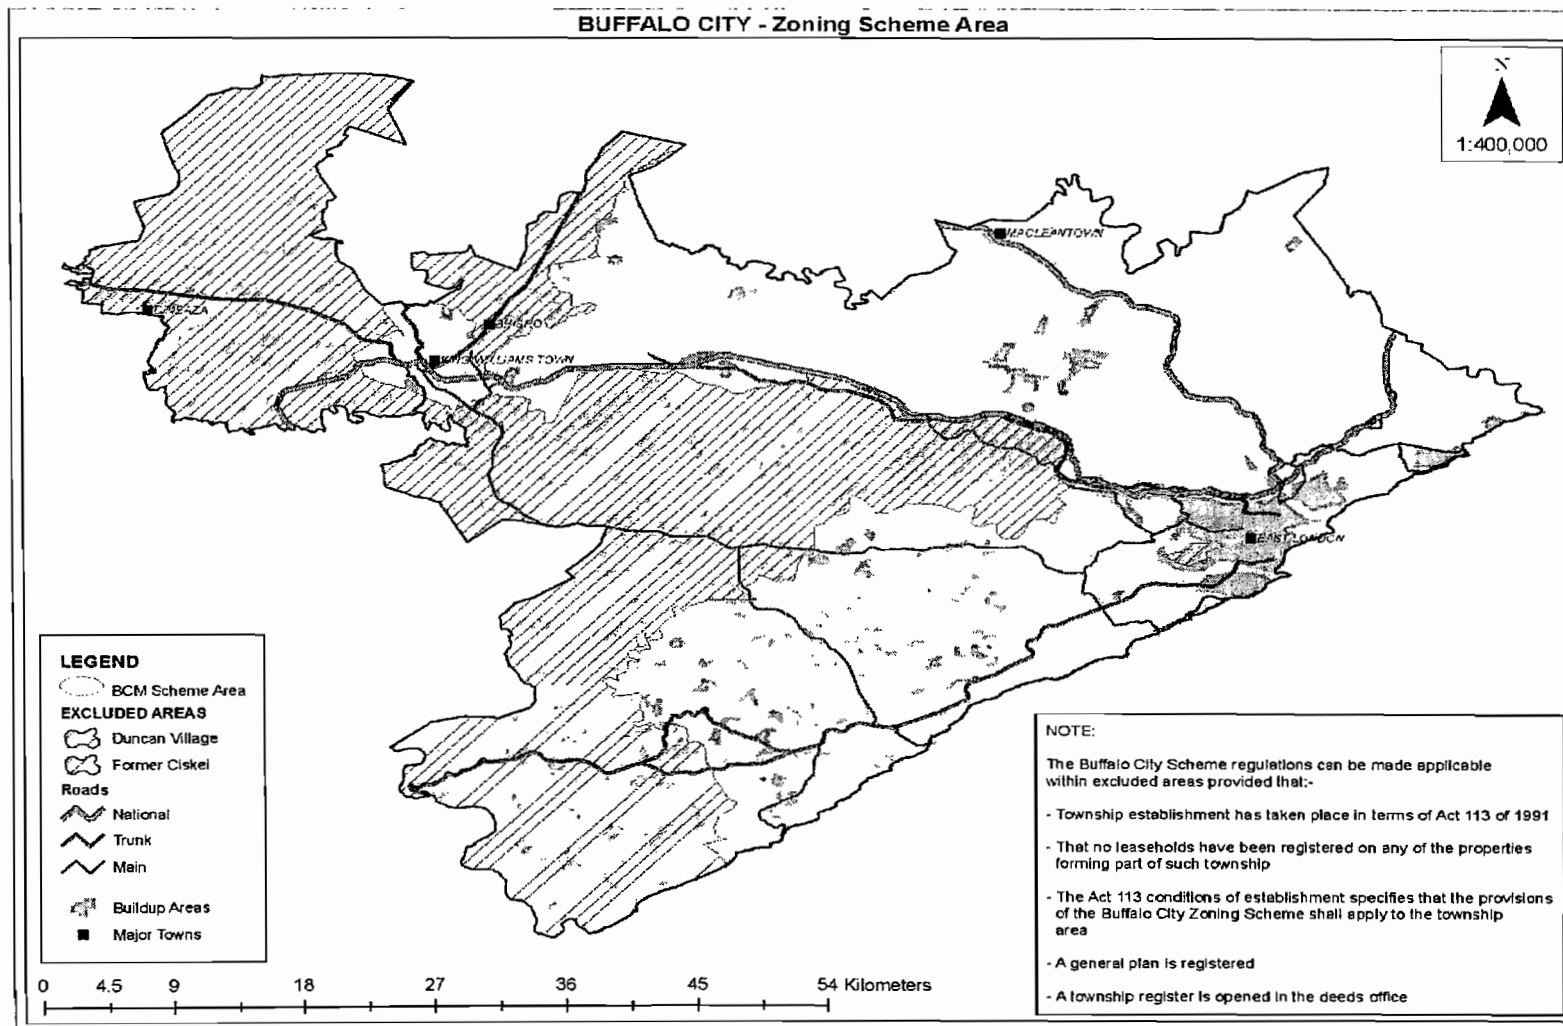 BUFFALO CITY - Zoning Scheme Area
N
1:400,000
MACLEANTOWN
KING WILLIAMS TOWN
EAST LONDON
LEGEND
BCM Scheme Area
EXCLUDED AREAS
Duncan Village
Former Ciskei
Roads
National
Trunk
Main
Buildup Areas
Major Towns
0 4.5 9 18 27 36 45 54 Kilometers
NOTE:
The Buffalo City Scheme regulations can be made applicable
within excluded areas provided that:-
- Township establishment has taken place in terms of Act 113 of 1991
- That no leaseholds have been registered on any of the properties
forming part of such township
- The Act 113 conditions of establishment specifies that the provisions
of the Buffalo City Zoning Scheme shall apply to the township
area
- A general plan is registered
- A township register is opened in the deeds office